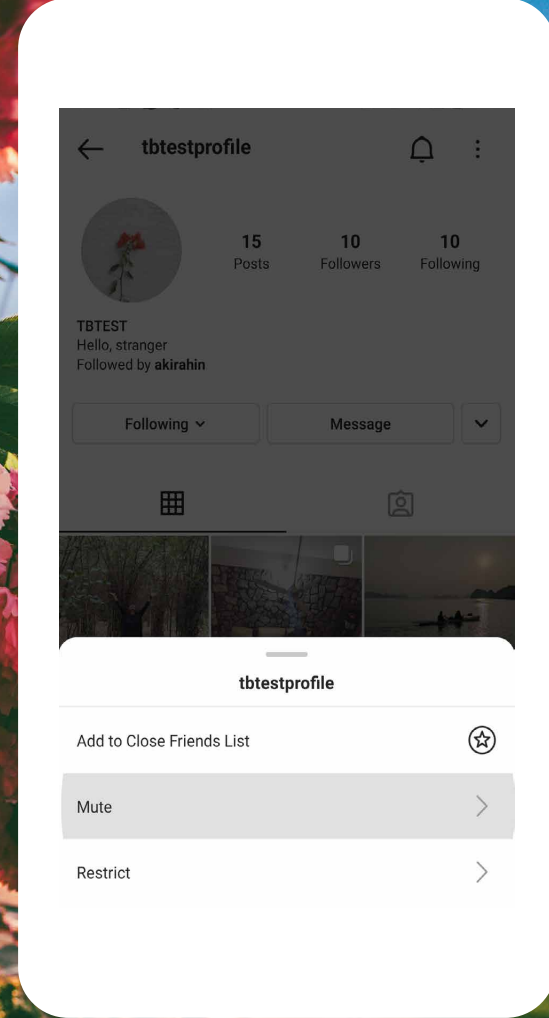 tbtestprofile
15 10 10
Posts Followers Following
TBTEST
Hello, stranger
Followed by akirahin
Following Message
tbtestprofile
Add to Close Friends List
Mute
Restrict